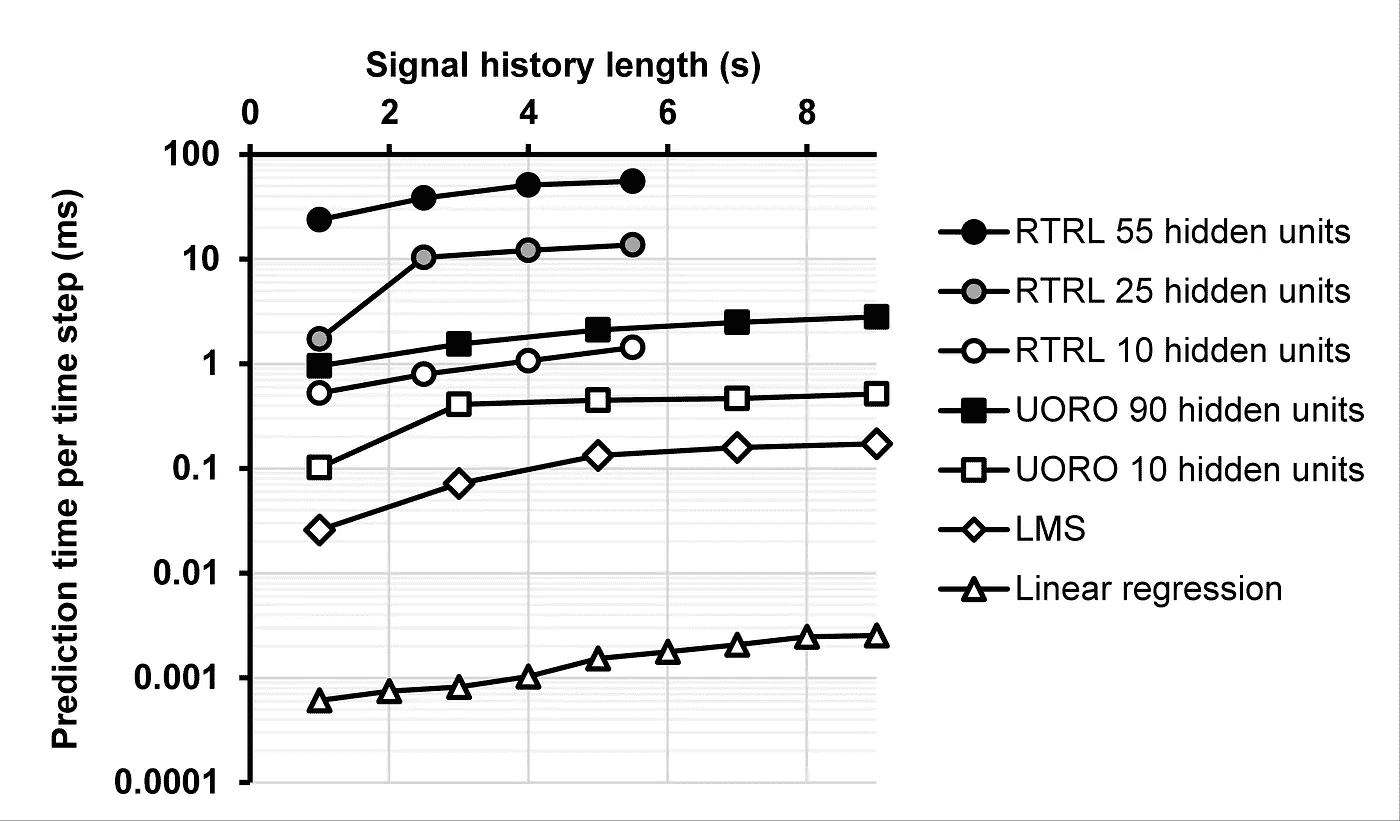 Signal history length (s)
0 2 4 6 8
100
10
1
0.1
0.01
0.001
0.0001
Prediction time per time step (ms)
RTRL 55 hidden units
RTRL 25 hidden units
RTRL 10 hidden units
UORO 90 hidden units
UORO 10 hidden units
LMS
Linear regression